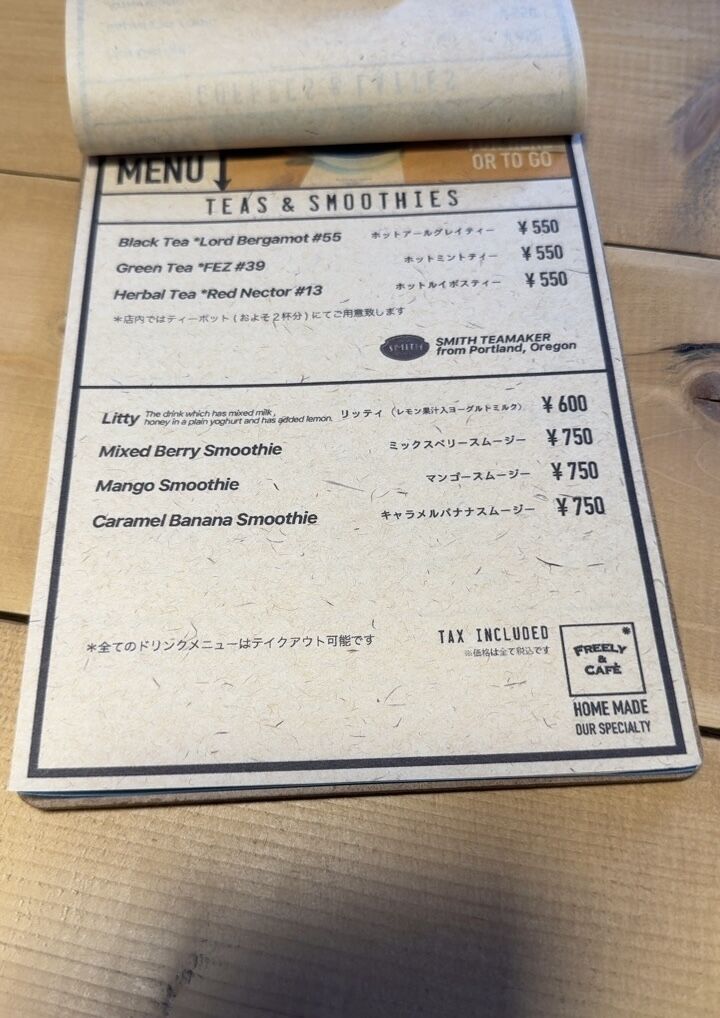 MENU
OR TO GO
TEAS & SMOOTHIES
Black Tea *Lord Bergamot #55 ホットアールグレイティー ¥550
Green Tea *FEZ #39 ホットミントティー ¥550
Herbal Tea *Red Nector #13 ホットルイボスティー ¥550
*店内ではティーポット(およそ2杯分)にてご用意致します
SMITH
SMITH TEAMAKER
from Portland, Oregon
Litty The drink which has mixed milk, リッティ(レモン果汁入ヨーグルトミルク) ¥600
honey in a plain yoghurt and has added lemon.
Mixed Berry Smoothie ミックスベリースムージー ¥750
Mango Smoothie マンゴースムージー ¥750
Caramel Banana Smoothie キャラメルバナナスムージー ¥750
*全てのドリンクメニューはテイクアウト可能です
TAX INCLUDED
※価格は全て税込です
FREELY
&
CAFE
HOME MADE
OUR SPECIALTY